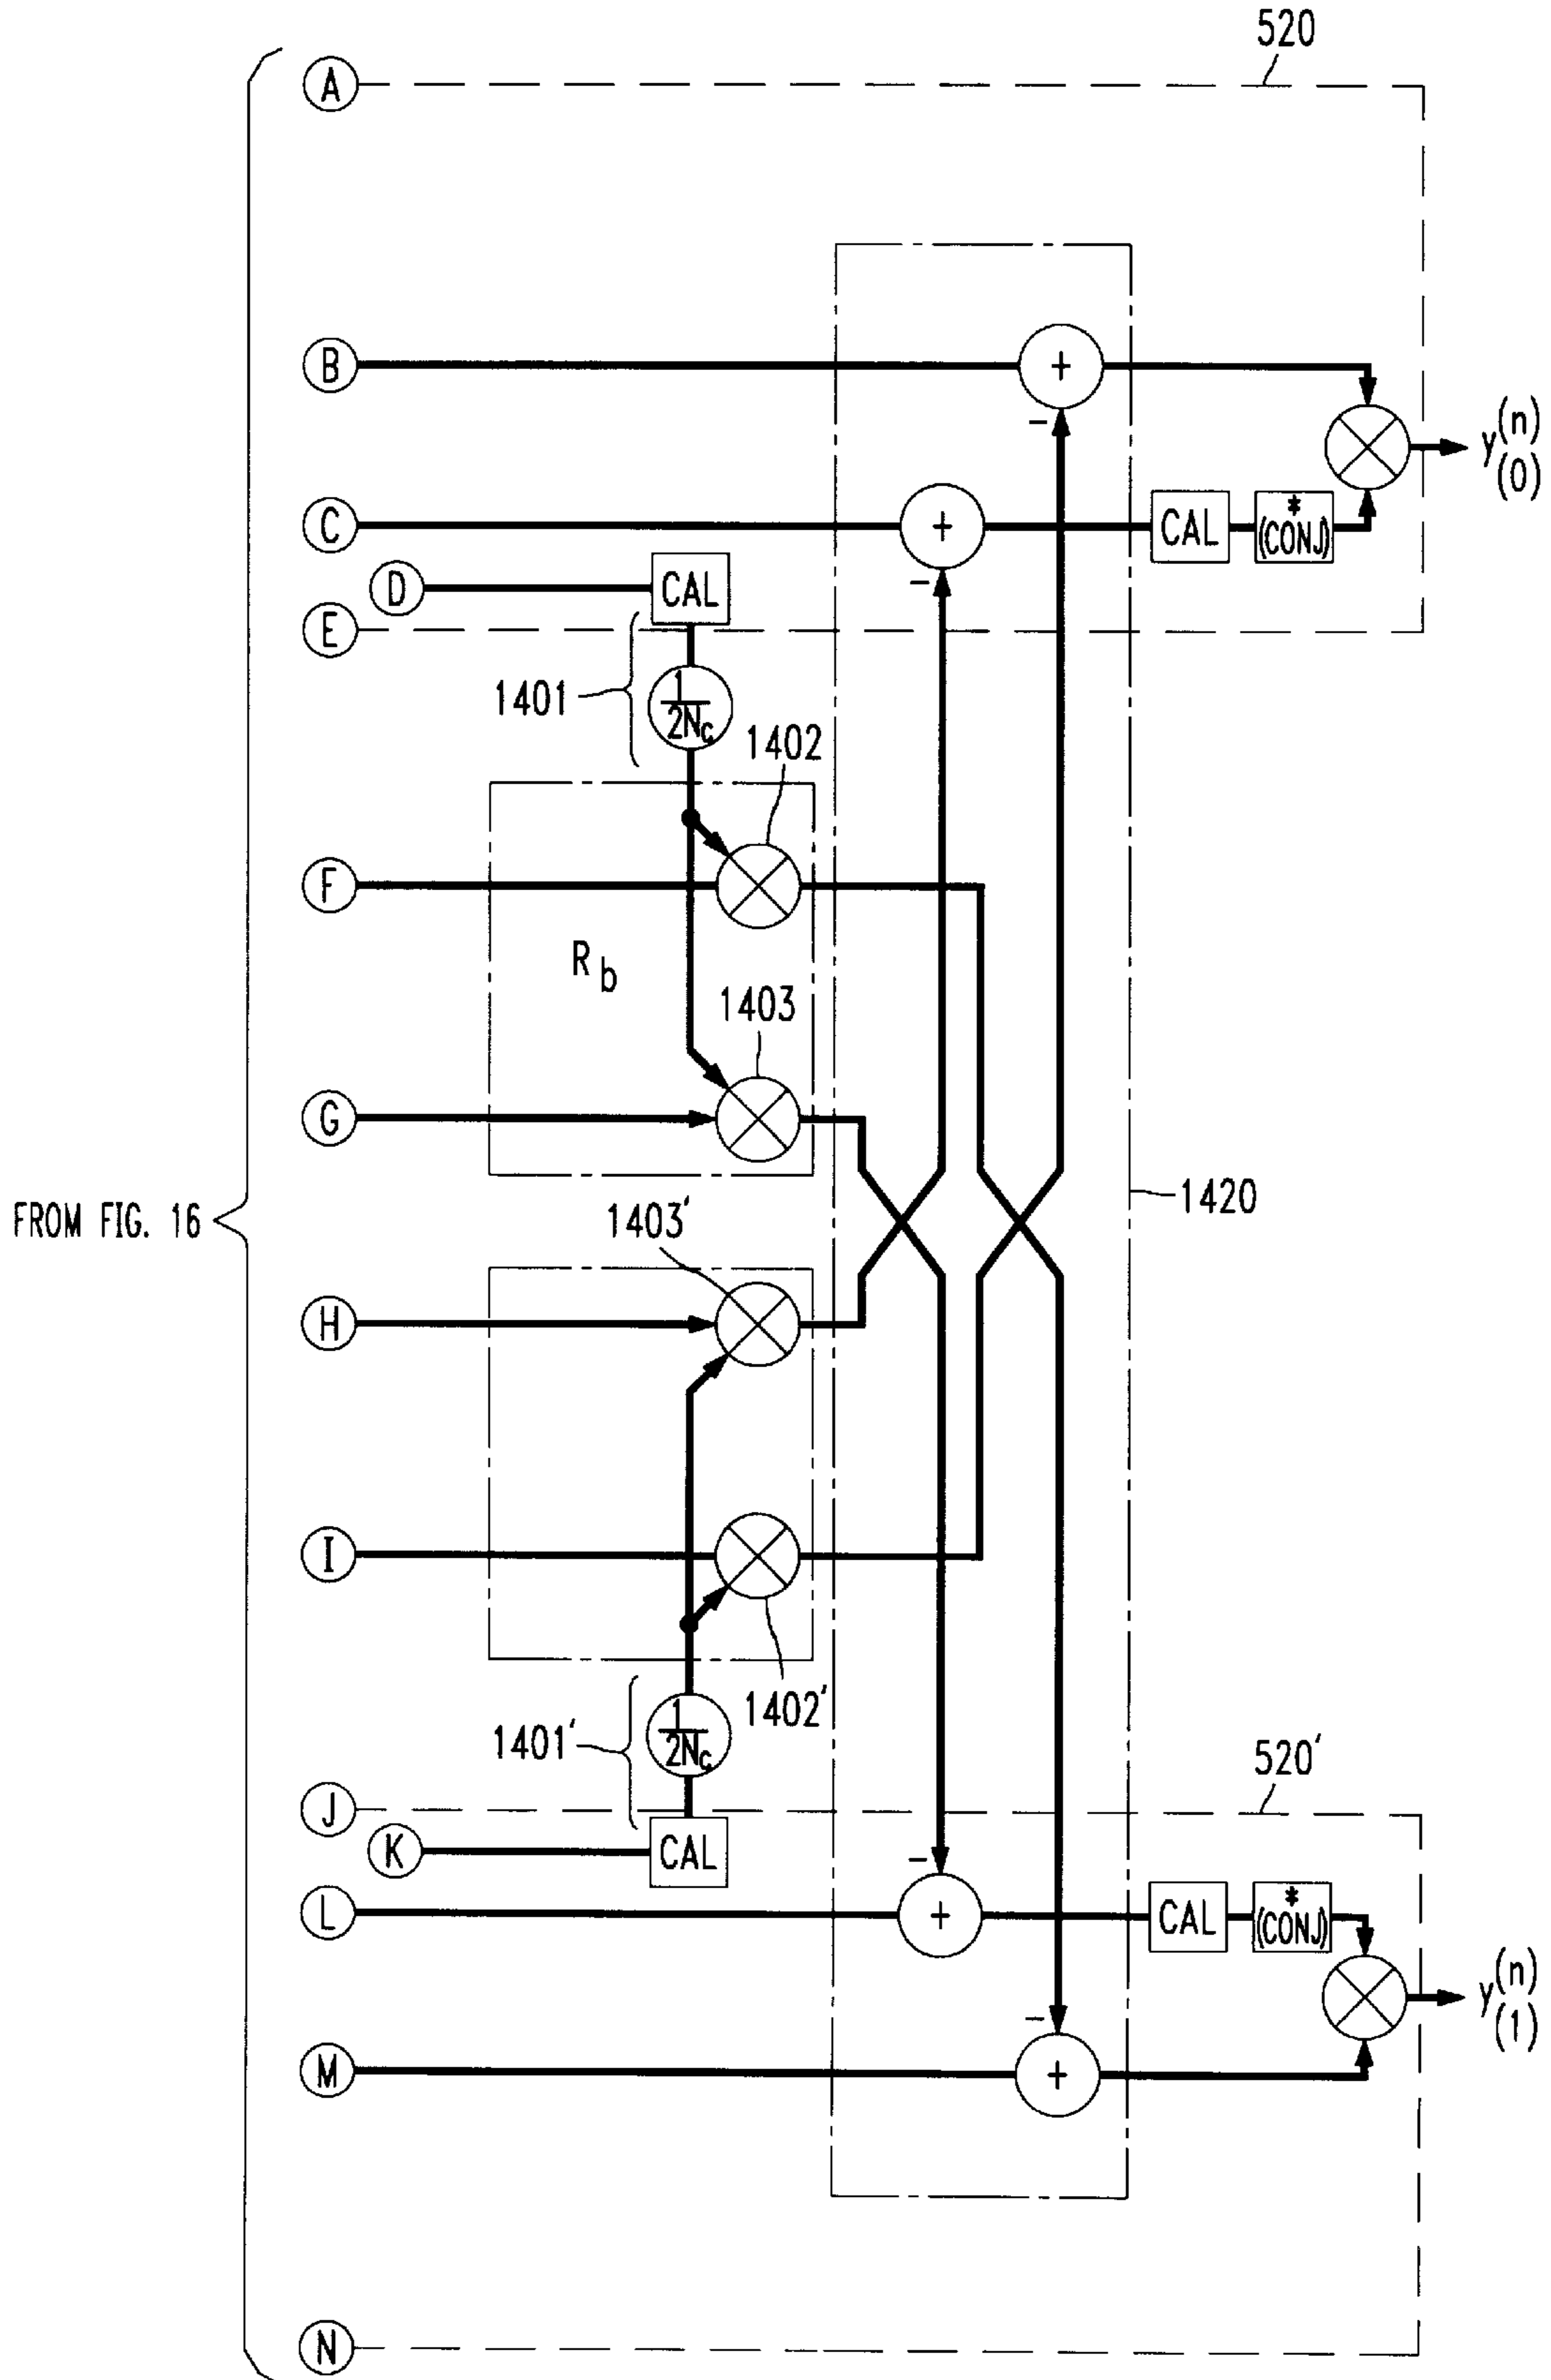 520
A
B
+
-
y(n)
(0)
C
+
CAL
*
(CONJ)
-
D
CAL
E
1401
1
2Nc
1402
F
Rb
1403
G
FROM FIG. 16
1420
1403'
H
I
1402'
1401'
1
2Nc
520'
J
K
CAL
-
L
+
CAL
*
(CONJ)
y(n)
(1)
-
M
+
N